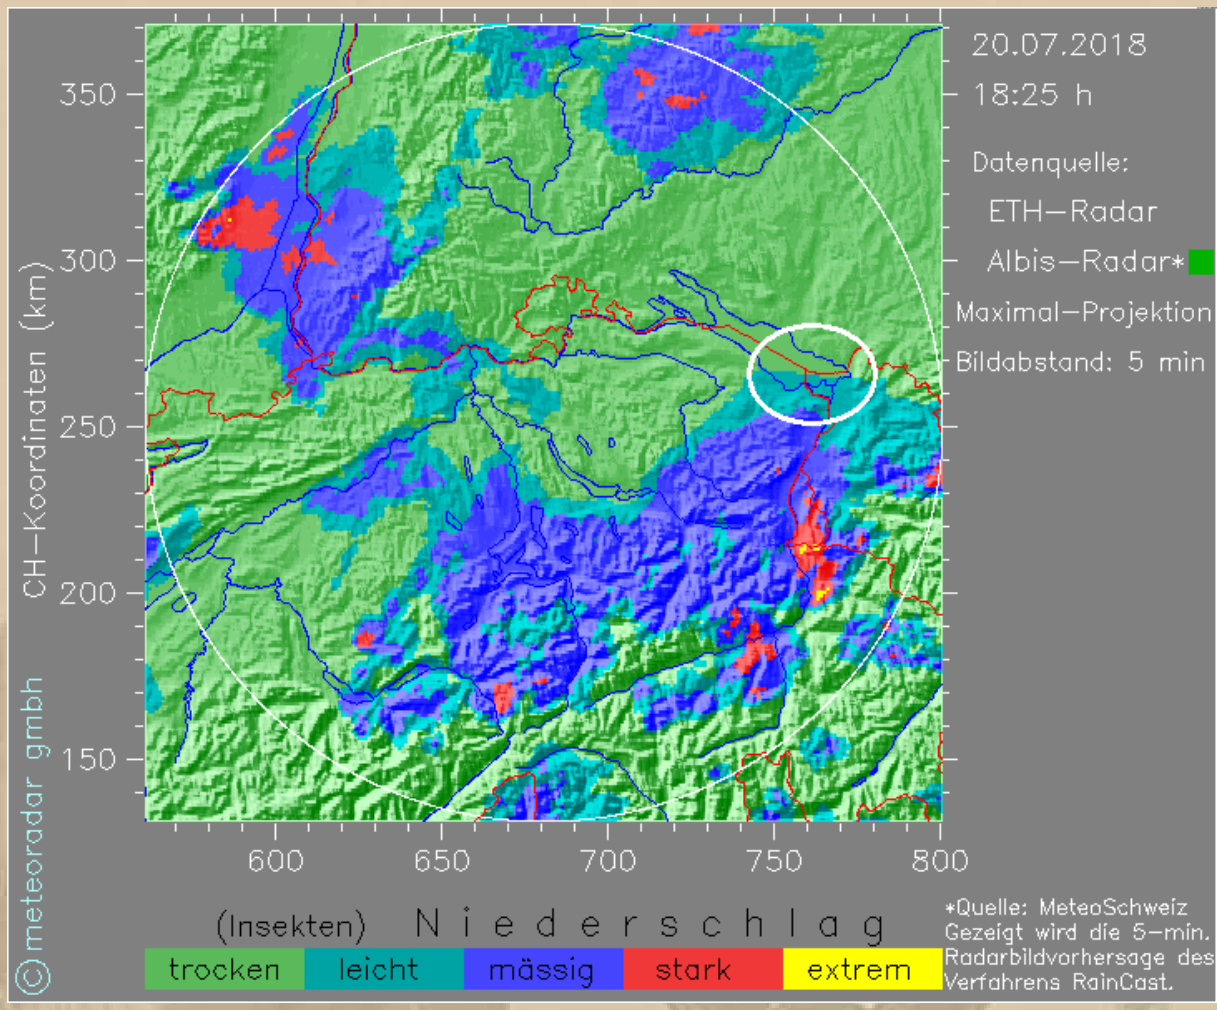 20.07.2018
18:25 h
Datenquelle:
ETH-Radar
Albis-Radar*
Maximal-Projektion
Bildabstand: 5 min
CH-Koordinaten (km)
350
300
250
200
150
600
650
700
750
800
© meteoradar gmbh
(Insekten) Niederschlag
trocken leicht mässig stark extrem
*Quelle: MeteoSchweiz
Gezeigt wird die 5-min.
Radarbildvorhersage des
Verfahrens RainCast.